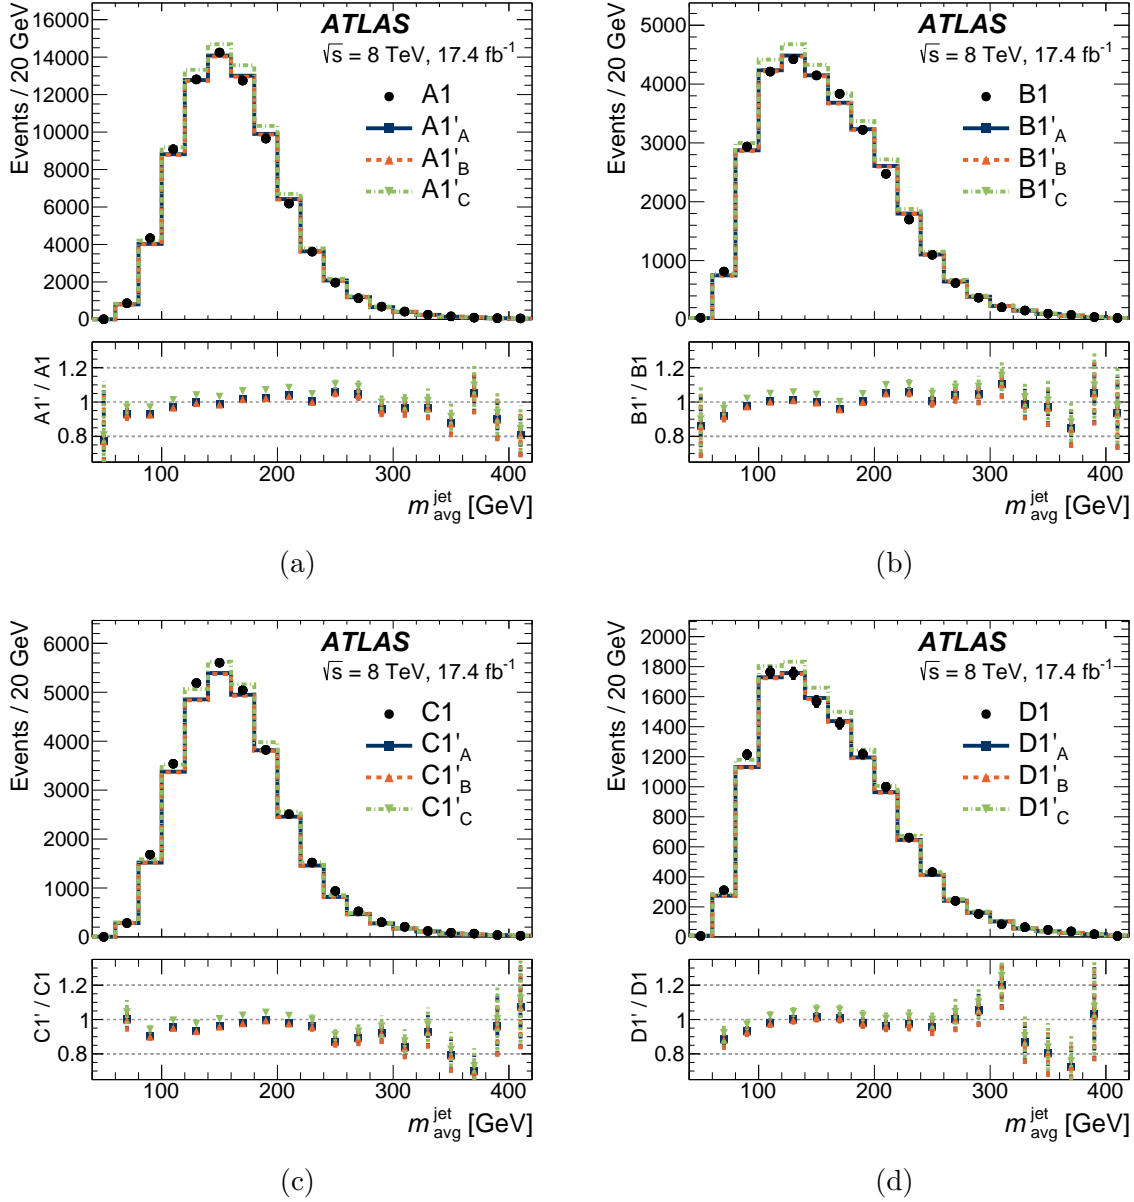 ATLAS
√s = 8 TeV, 17.4 fb⁻¹
A1
A1'A
A1'B
A1'C
Events / 20 GeV
16000
14000
12000
10000
8000
6000
4000
2000
0
A1' / A1
1.2
1
0.8
100 200 300 400
m jet avg [GeV]
(a)
ATLAS
√s = 8 TeV, 17.4 fb⁻¹
B1
B1'A
B1'B
B1'C
Events / 20 GeV
5000
4000
3000
2000
1000
0
B1' / B1
1.2
1
0.8
100 200 300 400
m jet avg [GeV]
(b)
ATLAS
√s = 8 TeV, 17.4 fb⁻¹
C1
C1'A
C1'B
C1'C
Events / 20 GeV
6000
5000
4000
3000
2000
1000
0
C1' / C1
1.2
1
0.8
100 200 300 400
m jet avg [GeV]
(c)
ATLAS
√s = 8 TeV, 17.4 fb⁻¹
D1
D1'A
D1'B
D1'C
Events / 20 GeV
2000
1800
1600
1400
1200
1000
800
600
400
200
0
D1' / D1
1.2
1
0.8
100 200 300 400
m jet avg [GeV]
(d)